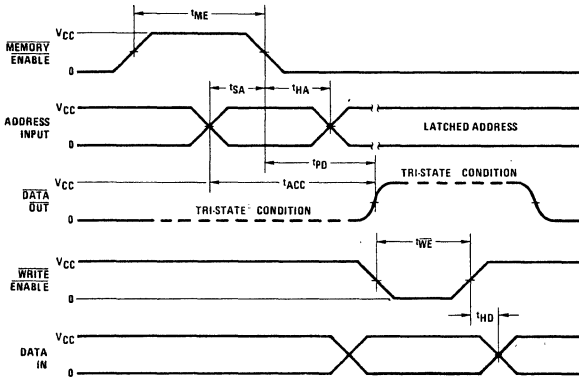 tME
VCC
MEMORY
ENABLE
0
tSA
tHA
VCC
ADDRESS
INPUT
LATCHED ADDRESS
0
tPD
tACC
TRI-STATE CONDITION
VCC
DATA
OUT
TRI-STATE CONDITION
0
tWE
VCC
WRITE
ENABLE
0
tHD
VCC
DATA
IN
0